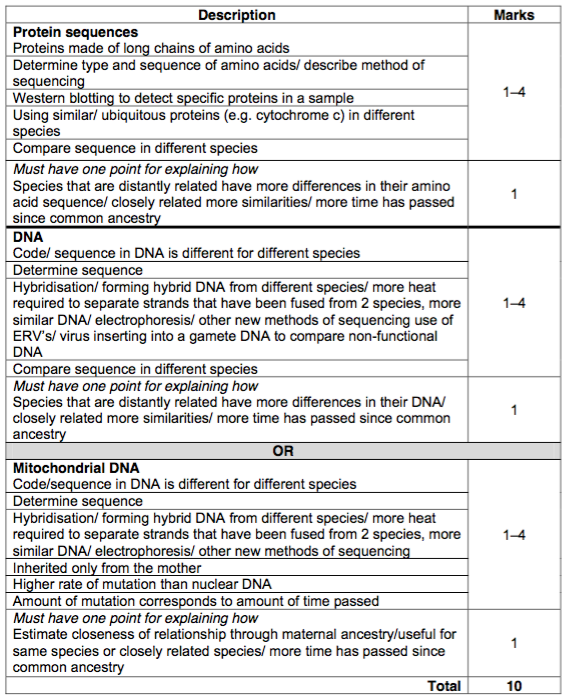 Description Marks
Protein sequences
Proteins made of long chains of amino acids
Determine type and sequence of amino acids/ describe method of
sequencing
Western blotting to detect specific proteins in a sample
1–4
Using similar/ ubiquitous proteins (e.g. cytochrome c) in different
species
Compare sequence in different species
Must have one point for explaining how
Species that are distantly related have more differences in their amino
acid sequence/ closely related more similarities/ more time has passed
since common ancestry
1
DNA
Code/ sequence in DNA is different for different species
Determine sequence
Hybridisation/ forming hybrid DNA from different species/ more heat
required to separate strands that have been fused from 2 species, more
similar DNA/ electrophoresis/ other new methods of sequencing use of
ERV's/ virus inserting into a gamete DNA to compare non-functional
DNA
1–4
Compare sequence in different species
Must have one point for explaining how
Species that are distantly related have more differences in their DNA/
closely related more similarities/ more time has passed since common
ancestry
1
OR
Mitochondrial DNA
Code/sequence in DNA is different for different species
Determine sequence
Hybridisation/ forming hybrid DNA from different species/ more heat
required to separate strands that have been fused from 2 species, more
similar DNA/ electrophoresis/ other new methods of sequencing
1–4
Inherited only from the mother
Higher rate of mutation than nuclear DNA
Amount of mutation corresponds to amount of time passed
Must have one point for explaining how
Estimate closeness of relationship through maternal ancestry/useful for
same species or closely related species/ more time has passed since
common ancestry
1
Total 10